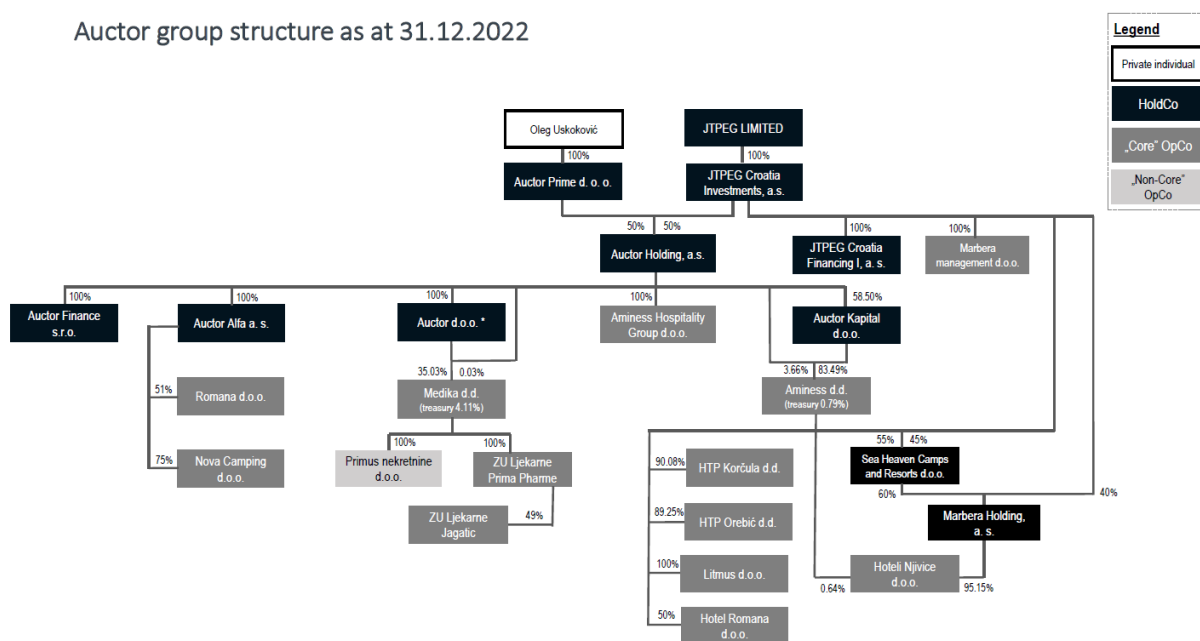 Auctor group structure as at 31.12.2022
Legend
Private individual
HoldCo
„Core" OpCo
„Non-Core"
OpCo
Oleg Uskoković
JTPEG LIMITED
100%
100%
Auctor Prime d. o. o.
JTPEG Croatia
Investments, a.s.
50%
50%
100%
100%
Auctor Holding, a.s.
JTPEG Croatia
Financing I, a. s.
Marbera
management d.o.o.
100%
100%
100%
100%
58.50%
Auctor Finance
s.r.o.
Auctor Alfa a. s.
Auctor d.o.o. *
Aminess Hospitality
Group d.o.o.
Auctor Kapital
d.o.o.
35.03%
0.03%
3.66%
83.49%
51%
Romana d.o.o.
Medika d.d.
(treasury 4.11%)
Aminess d.d.
(treasury 0.79%)
100%
100%
55%
45%
75%
Nova Camping
d.o.o.
Primus nekretnine
d.o.o.
ZU Ljekarne
Prima Pharme
90.08%
HTP Korčula d.d.
Sea Heaven Camps
and Resorts d.o.o.
60%
40%
ZU Ljekarne
Jagatic
49%
89.25%
HTP Orebić d.d.
Marbera Holding,
a. s.
100%
Litmus d.o.o.
Hoteli Njivice
d.o.o.
0.64%
95.15%
50%
Hotel Romana
d.o.o.